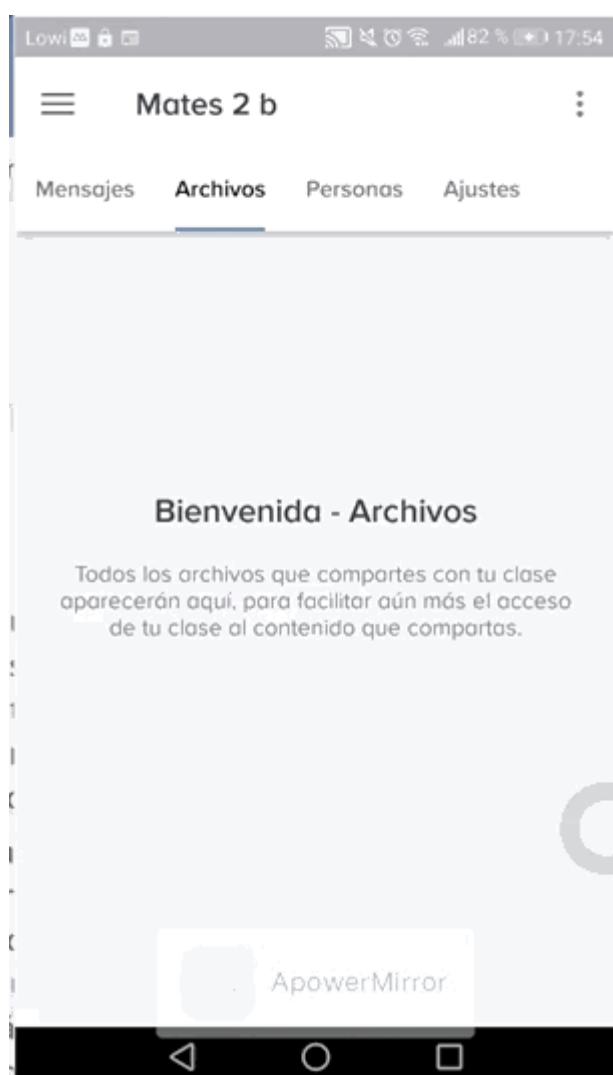 Lowi 82 % 17:54
Mates 2 b
Mensajes Archivos Personas Ajustes
Bienvenida - Archivos
Todos los archivos que compartes con tu clase
aparecerán aquí, para facilitar aún más el acceso
de tu clase al contenido que compartas.
ApowerMirror